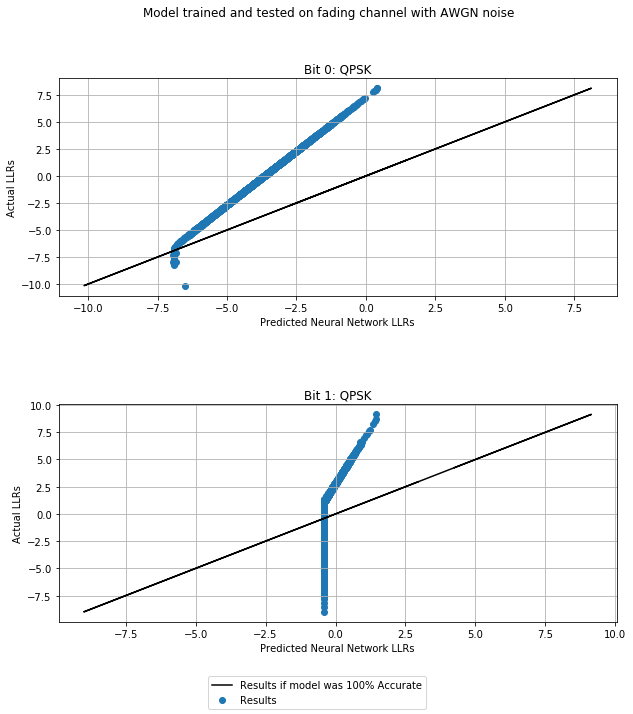 Model trained and tested on fading channel with AWGN noise
Bit 0: QPSK
7.5
5.0
2.5
0.0
−2.5
−5.0
−7.5
−10.0
Actual LLRs
−10.0 −7.5 −5.0 −2.5 0.0 2.5 5.0 7.5
Predicted Neural Network LLRs
Bit 1: QPSK
10.0
7.5
5.0
2.5
0.0
−2.5
−5.0
−7.5
Actual LLRs
−7.5 −5.0 −2.5 0.0 2.5 5.0 7.5 10.0
Predicted Neural Network LLRs
Results if model was 100% Accurate
Results